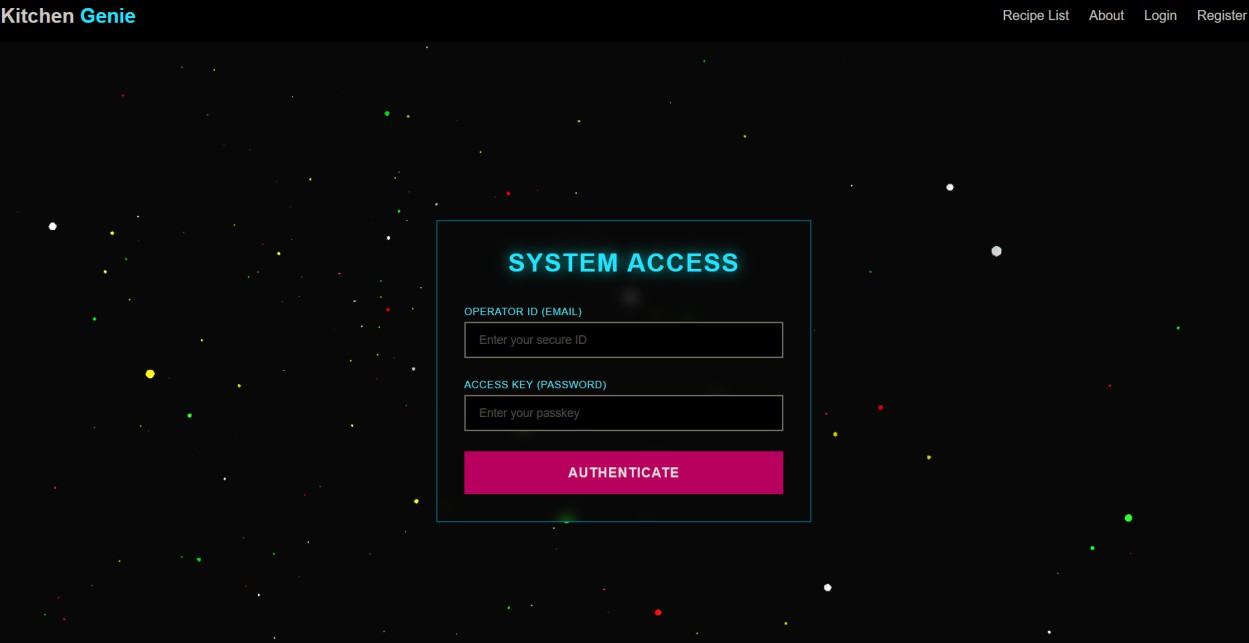 Kitchen Genie
Recipe List About Login Register
SYSTEM ACCESS
OPERATOR ID (EMAIL)
Enter your secure ID
ACCESS KEY (PASSWORD)
Enter your passkey
AUTHENTICATE